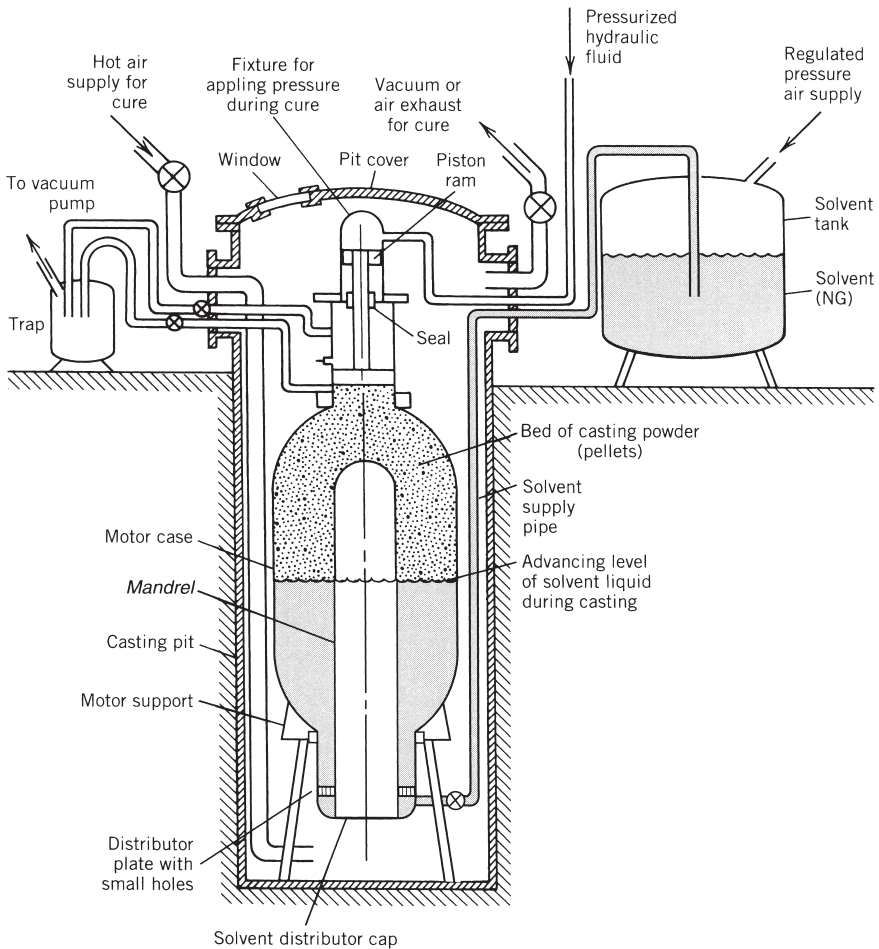 Pressurized
hydraulic
fluid
Hot air
supply for
cure
Fixture for
appling pressure
during cure
Vacuum or
air exhaust
for cure
Regulated
pressure
air supply
Window
Pit cover
Piston
ram
To vacuum
pump
Solvent
tank
Solvent
(NG)
Trap
Seal
Bed of casting powder
(pellets)
Solvent
supply
pipe
Motor case
Advancing level
of solvent liquid
during casting
Mandrel
Casting pit
Motor support
Distributor
plate with
small holes
Solvent distributor cap